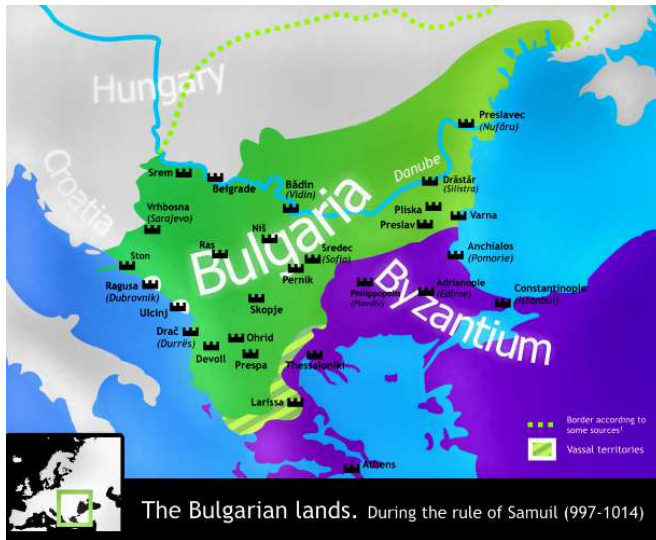 Hungary
Croatia
Bulgaria
Byzantium
Danube
Preslavec
(Nufăru)
Srem
Belgrade
Bădin
(Vidin)
Drăstăr
(Silistra)
Vrhbosna
(Sarajevo)
Pliska
Varna
Preslav
Niš
Ras
Sredec
(Sofia)
Ston
Pernik
Anchialos
(Pomorie)
Ragusa
(Dubrovnik)
Philippopolis
(Plovdiv)
Adrianople
(Edirne)
Constantinople
(Istanbul)
Ulcinj
Skopje
Drač
(Durrës)
Ohrid
Devoll
Prespa
Thessaloniki
Larissa
Athens
Border according to
some sources¹
Vassal territories
The Bulgarian lands. During the rule of Samuil (997-1014)